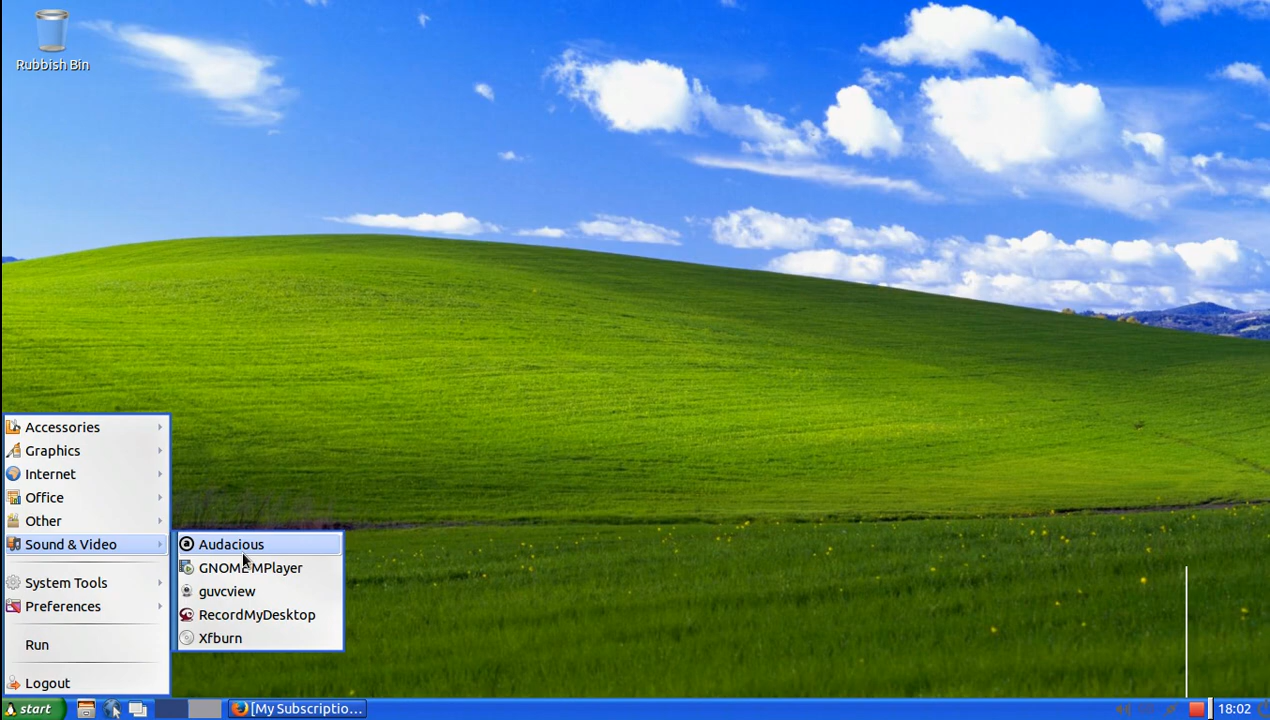 Rubbish Bin
Accessories
Graphics
Internet
Office
Other
Sound & Video
System Tools
Preferences
Run
Logout
Audacious
GNOME MPlayer
guvcview
RecordMyDesktop
Xfburn
start
[My Subscriptio...
18:02